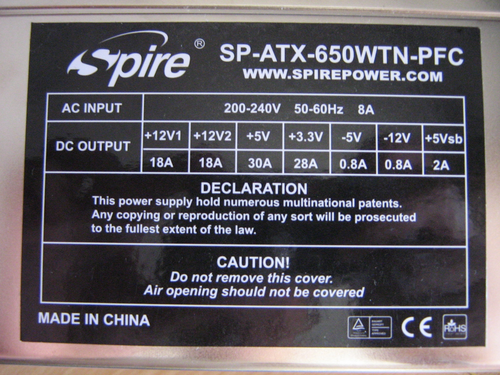 Spire ® SP-ATX-650WTN-PFC
WWW.SPIREPOWER.COM
AC INPUT 200-240V 50-60Hz 8A
DC OUTPUT +12V1 +12V2 +5V +3.3V -5V -12V +5Vsb
18A 18A 30A 28A 0.8A 0.8A 2A
DECLARATION
This power supply hold numerous multinational patents.
Any copying or reproduction of any sort will be prosecuted
to the fullest extent of the law.
CAUTION!
Do not remove this cover.
Air opening should not be covered
MADE IN CHINA CE RoHS